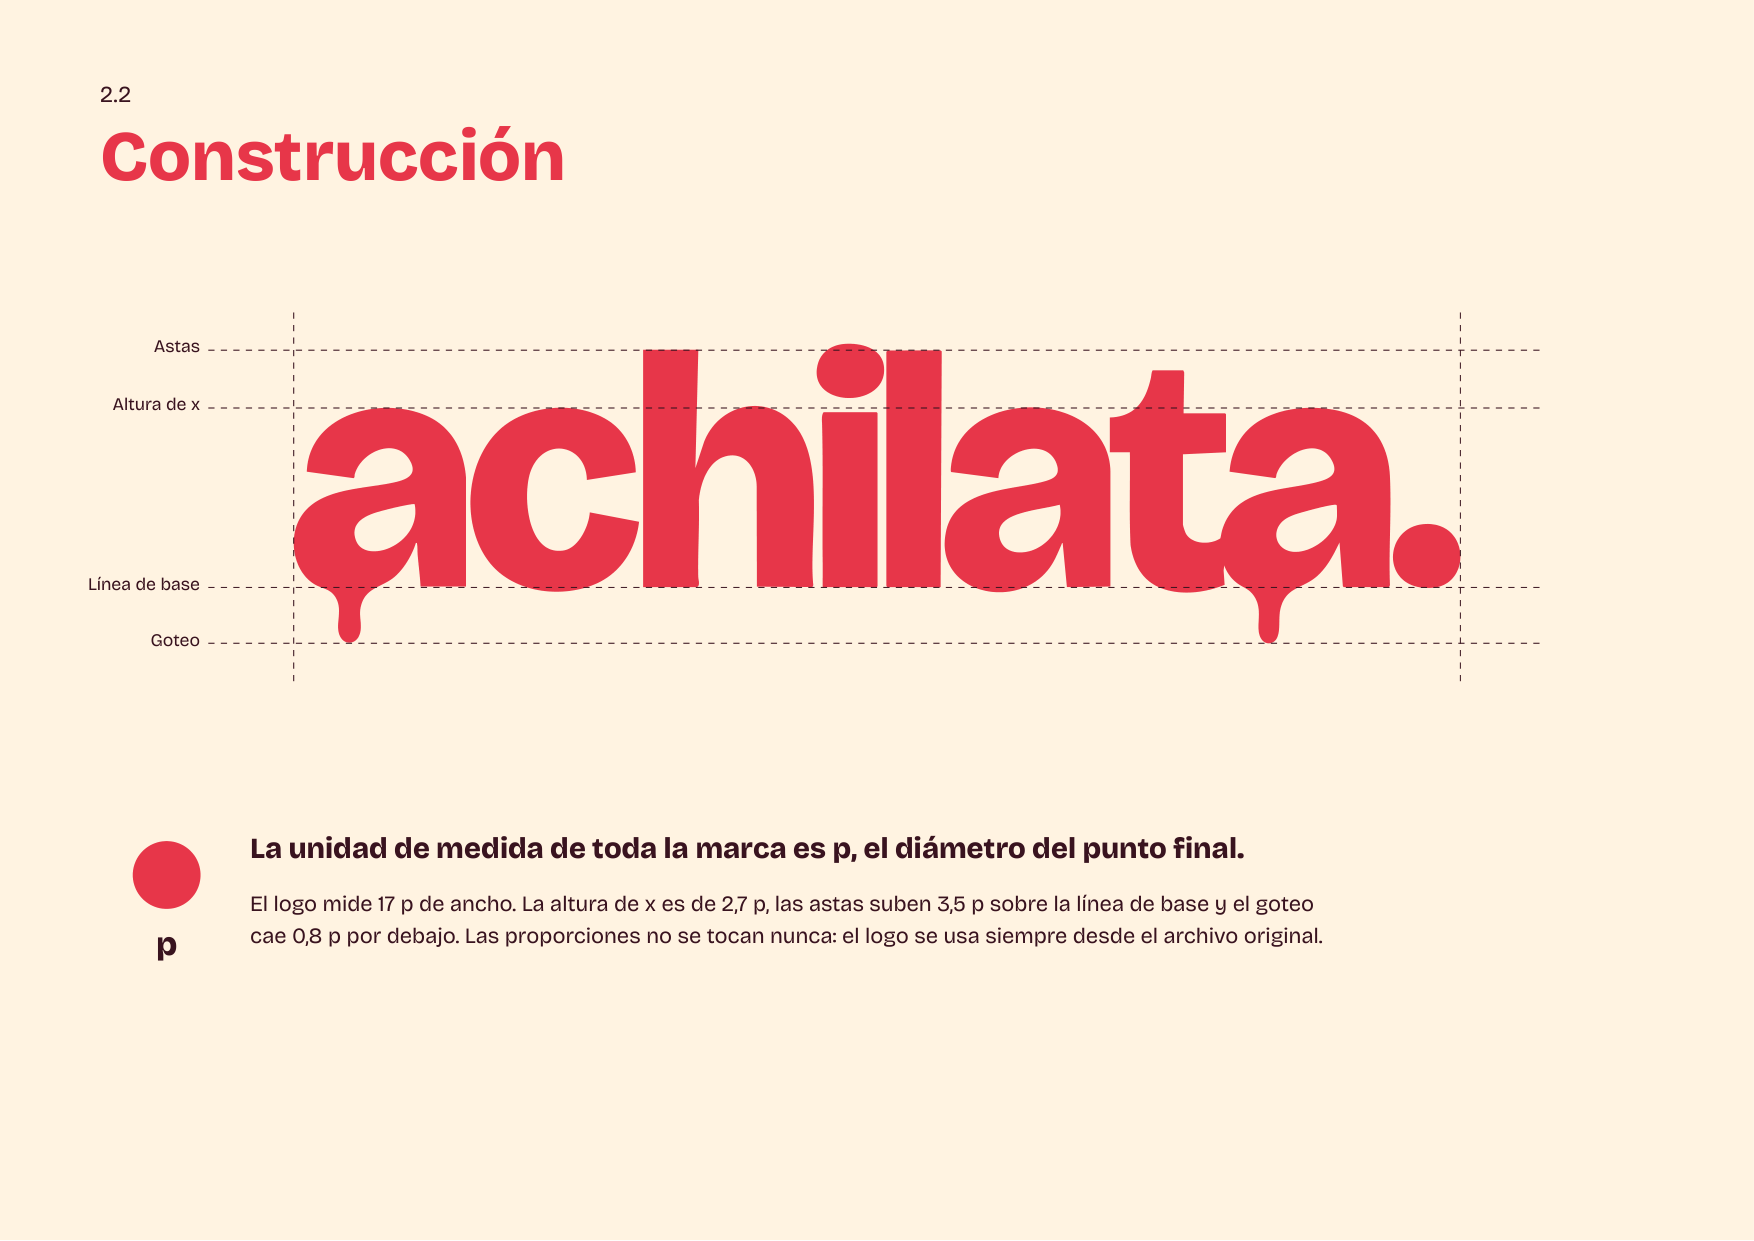 2.2
Construcción
Astas
Altura de x
achilata.
Línea de base
Goteo
La unidad de medida de toda la marca es p, el diámetro del punto final.
El logo mide 17 p de ancho. La altura de x es de 2,7 p, las astas suben 3,5 p sobre la línea de base y el goteo
cae 0,8 p por debajo. Las proporciones no se tocan nunca: el logo se usa siempre desde el archivo original.
p